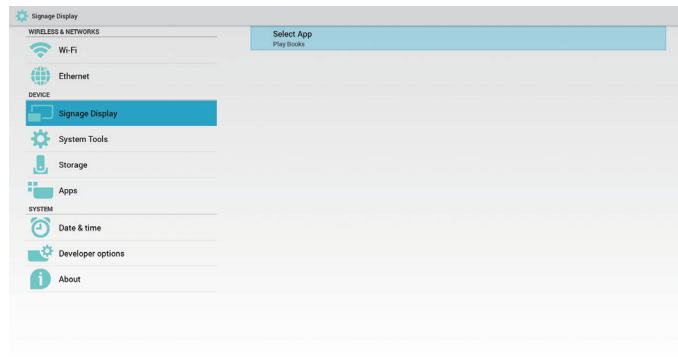 Signage Display
WIRELESS & NETWORKS
Wi-Fi
Ethernet
DEVICE
Signage Display
System Tools
Storage
Apps
SYSTEM
Date & time
Developer options
About
Select App
Play Books